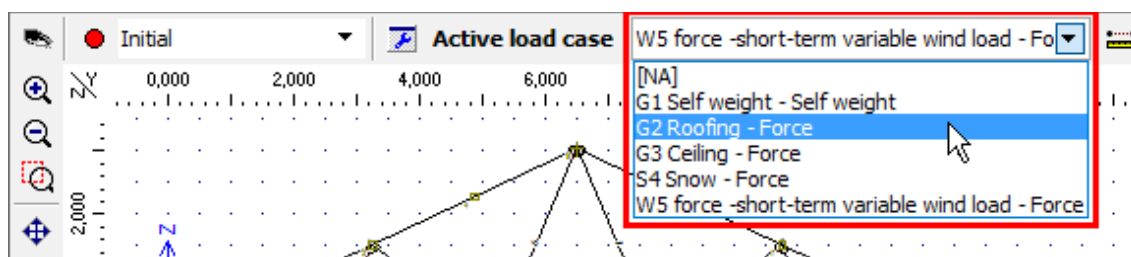 Initial
Active load case
W5 force -short-term variable wind load - Fo
[NA]
G1 Self weight - Self weight
G2 Roofing - Force
G3 Ceiling - Force
S4 Snow - Force
W5 force -short-term variable wind load - Force
Z Y
0,000 2,000 4,000 6,000
2,000
N
Z